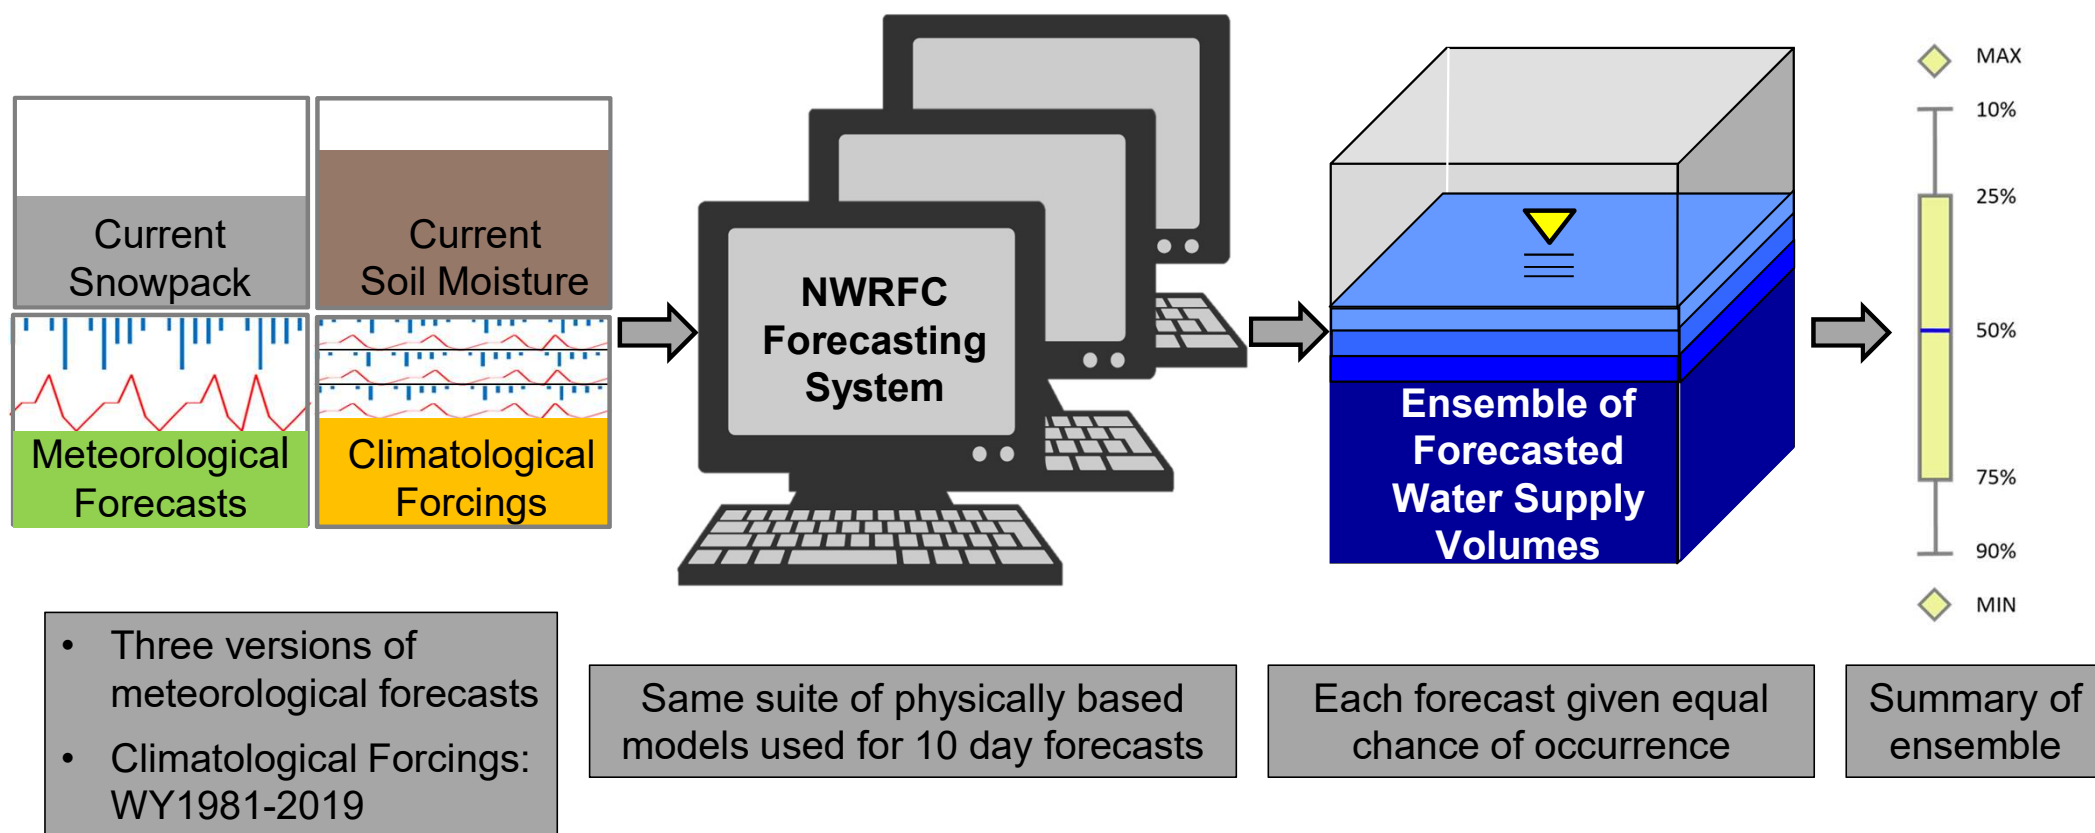 Current
Snowpack
Current
Soil Moisture
Meteorological
Forecasts
Climatological
Forcings
NWRFC
Forecasting
System
Ensemble of
Forecasted
Water Supply
Volumes
MAX
10%
25%
50%
75%
90%
MIN
• Three versions of
meteorological forecasts
• Climatological Forcings:
WY1981-2019
Same suite of physically based
models used for 10 day forecasts
Each forecast given equal
chance of occurrence
Summary of
ensemble